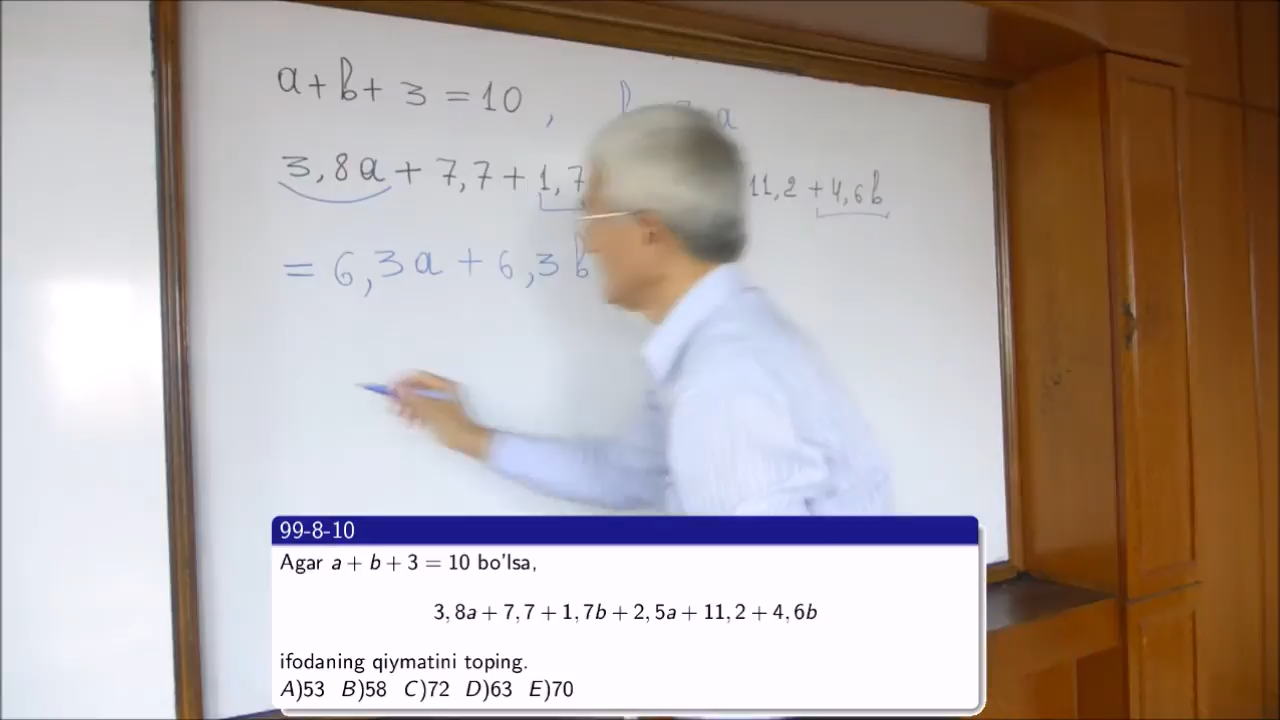 a + b + 3 = 10 ,
3,8a + 7,7 + 1,7 11,2 + 4,6b
= 6,3a + 6,3b
99-8-10
Agar a + b + 3 = 10 bo'lsa,
3, 8a + 7, 7 + 1, 7b + 2, 5a + 11, 2 + 4, 6b
ifodaning qiymatini toping.
A)53 B)58 C)72 D)63 E)70